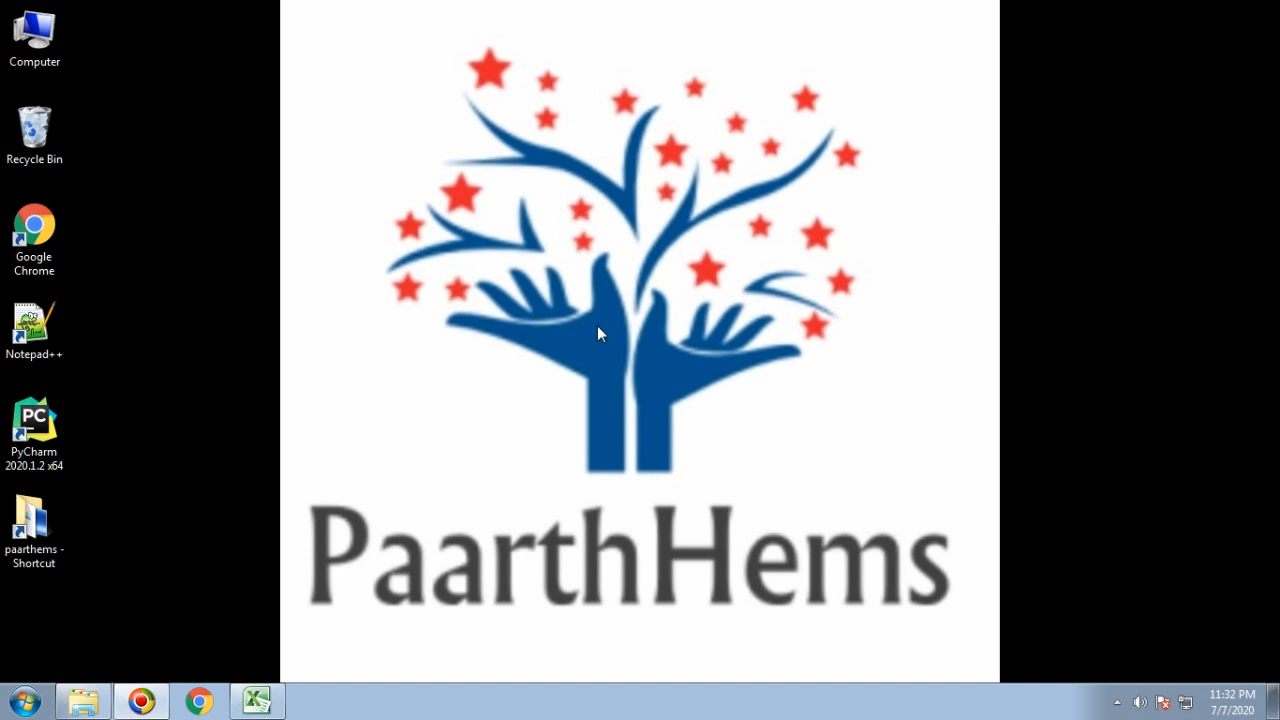 Computer
Recycle Bin
Google
Chrome
Notepad++
PC
PyCharm
2020.1.2 x64
paarthems -
Shortcut
PaarthHems
11:32 PM
7/7/2020